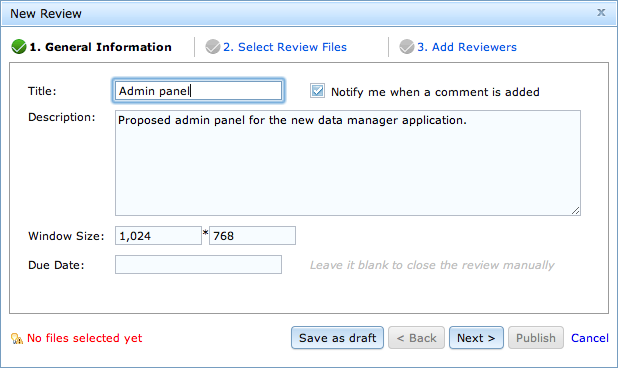 New Review x
1. General Information 2. Select Review Files 3. Add Reviewers
Title: Admin panel Notify me when a comment is added
Description: Proposed admin panel for the new data manager application.
Window Size: 1,024 * 768
Due Date: Leave it blank to close the review manually
No files selected yet Save as draft < Back Next > Publish Cancel